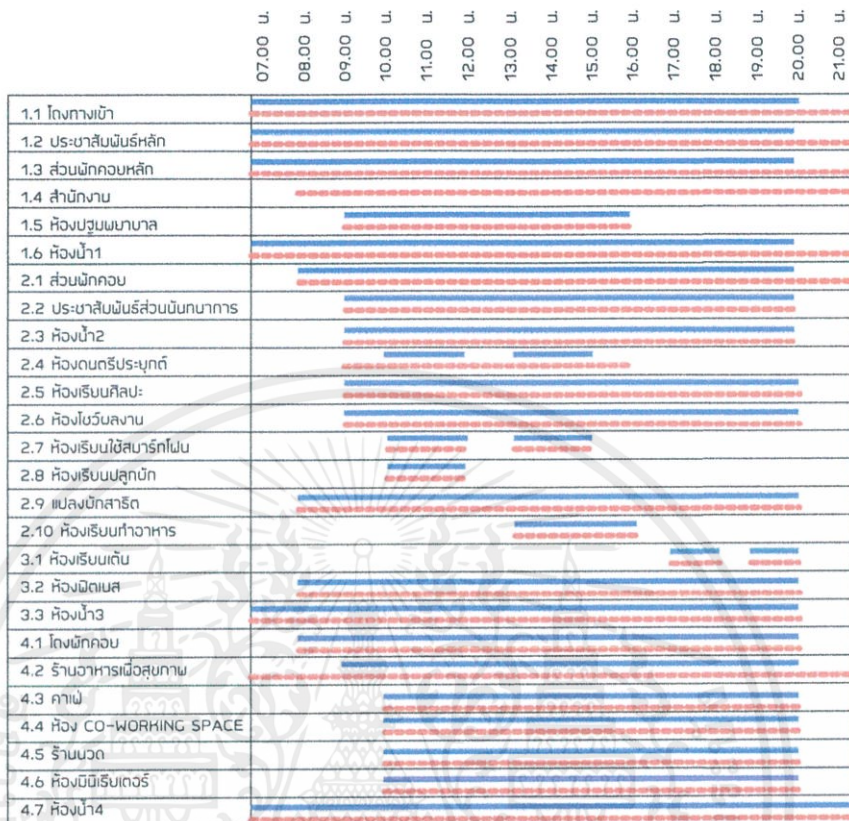 07.00 น.
08.00 น.
09.00 น.
10.00 น.
11.00 น.
12.00 น.
13.00 น.
14.00 น.
15.00 น.
16.00 น.
17.00 น.
18.00 น.
19.00 น.
20.00 น.
21.00 น.
1.1 โถงทางเข้า
1.2 ประชาสัมพันธ์หลัก
1.3 ส่วนพักคอยหลัก
1.4 สำนักงาน
1.5 ห้องปฐมพยาบาล
1.6 ห้องน้ำ1
2.1 ส่วนพักคอย
2.2 ประชาสัมพันธ์ส่วนนันทนาการ
2.3 ห้องน้ำ2
2.4 ห้องดนตรีประยุกต์
2.5 ห้องเรียนศิลปะ
2.6 ห้องโชว์ผลงาน
2.7 ห้องเรียนใช้สมาร์ทโฟน
2.8 ห้องเรียนปลูกผัก
2.9 แปลงผักสาธิต
2.10 ห้องเรียนทำอาหาร
3.1 ห้องเรียนเต้น
3.2 ห้องฟิตเนส
3.3 ห้องน้ำ3
4.1 โถงพักคอย
4.2 ร้านอาหารเพื่อสุขภาพ
4.3 คาเฟ่
4.4 ห้อง CO-WORKING SPACE
4.5 ร้านนวด
4.6 ห้องมินิเธียเตอร์
4.7 ห้องน้ำ4